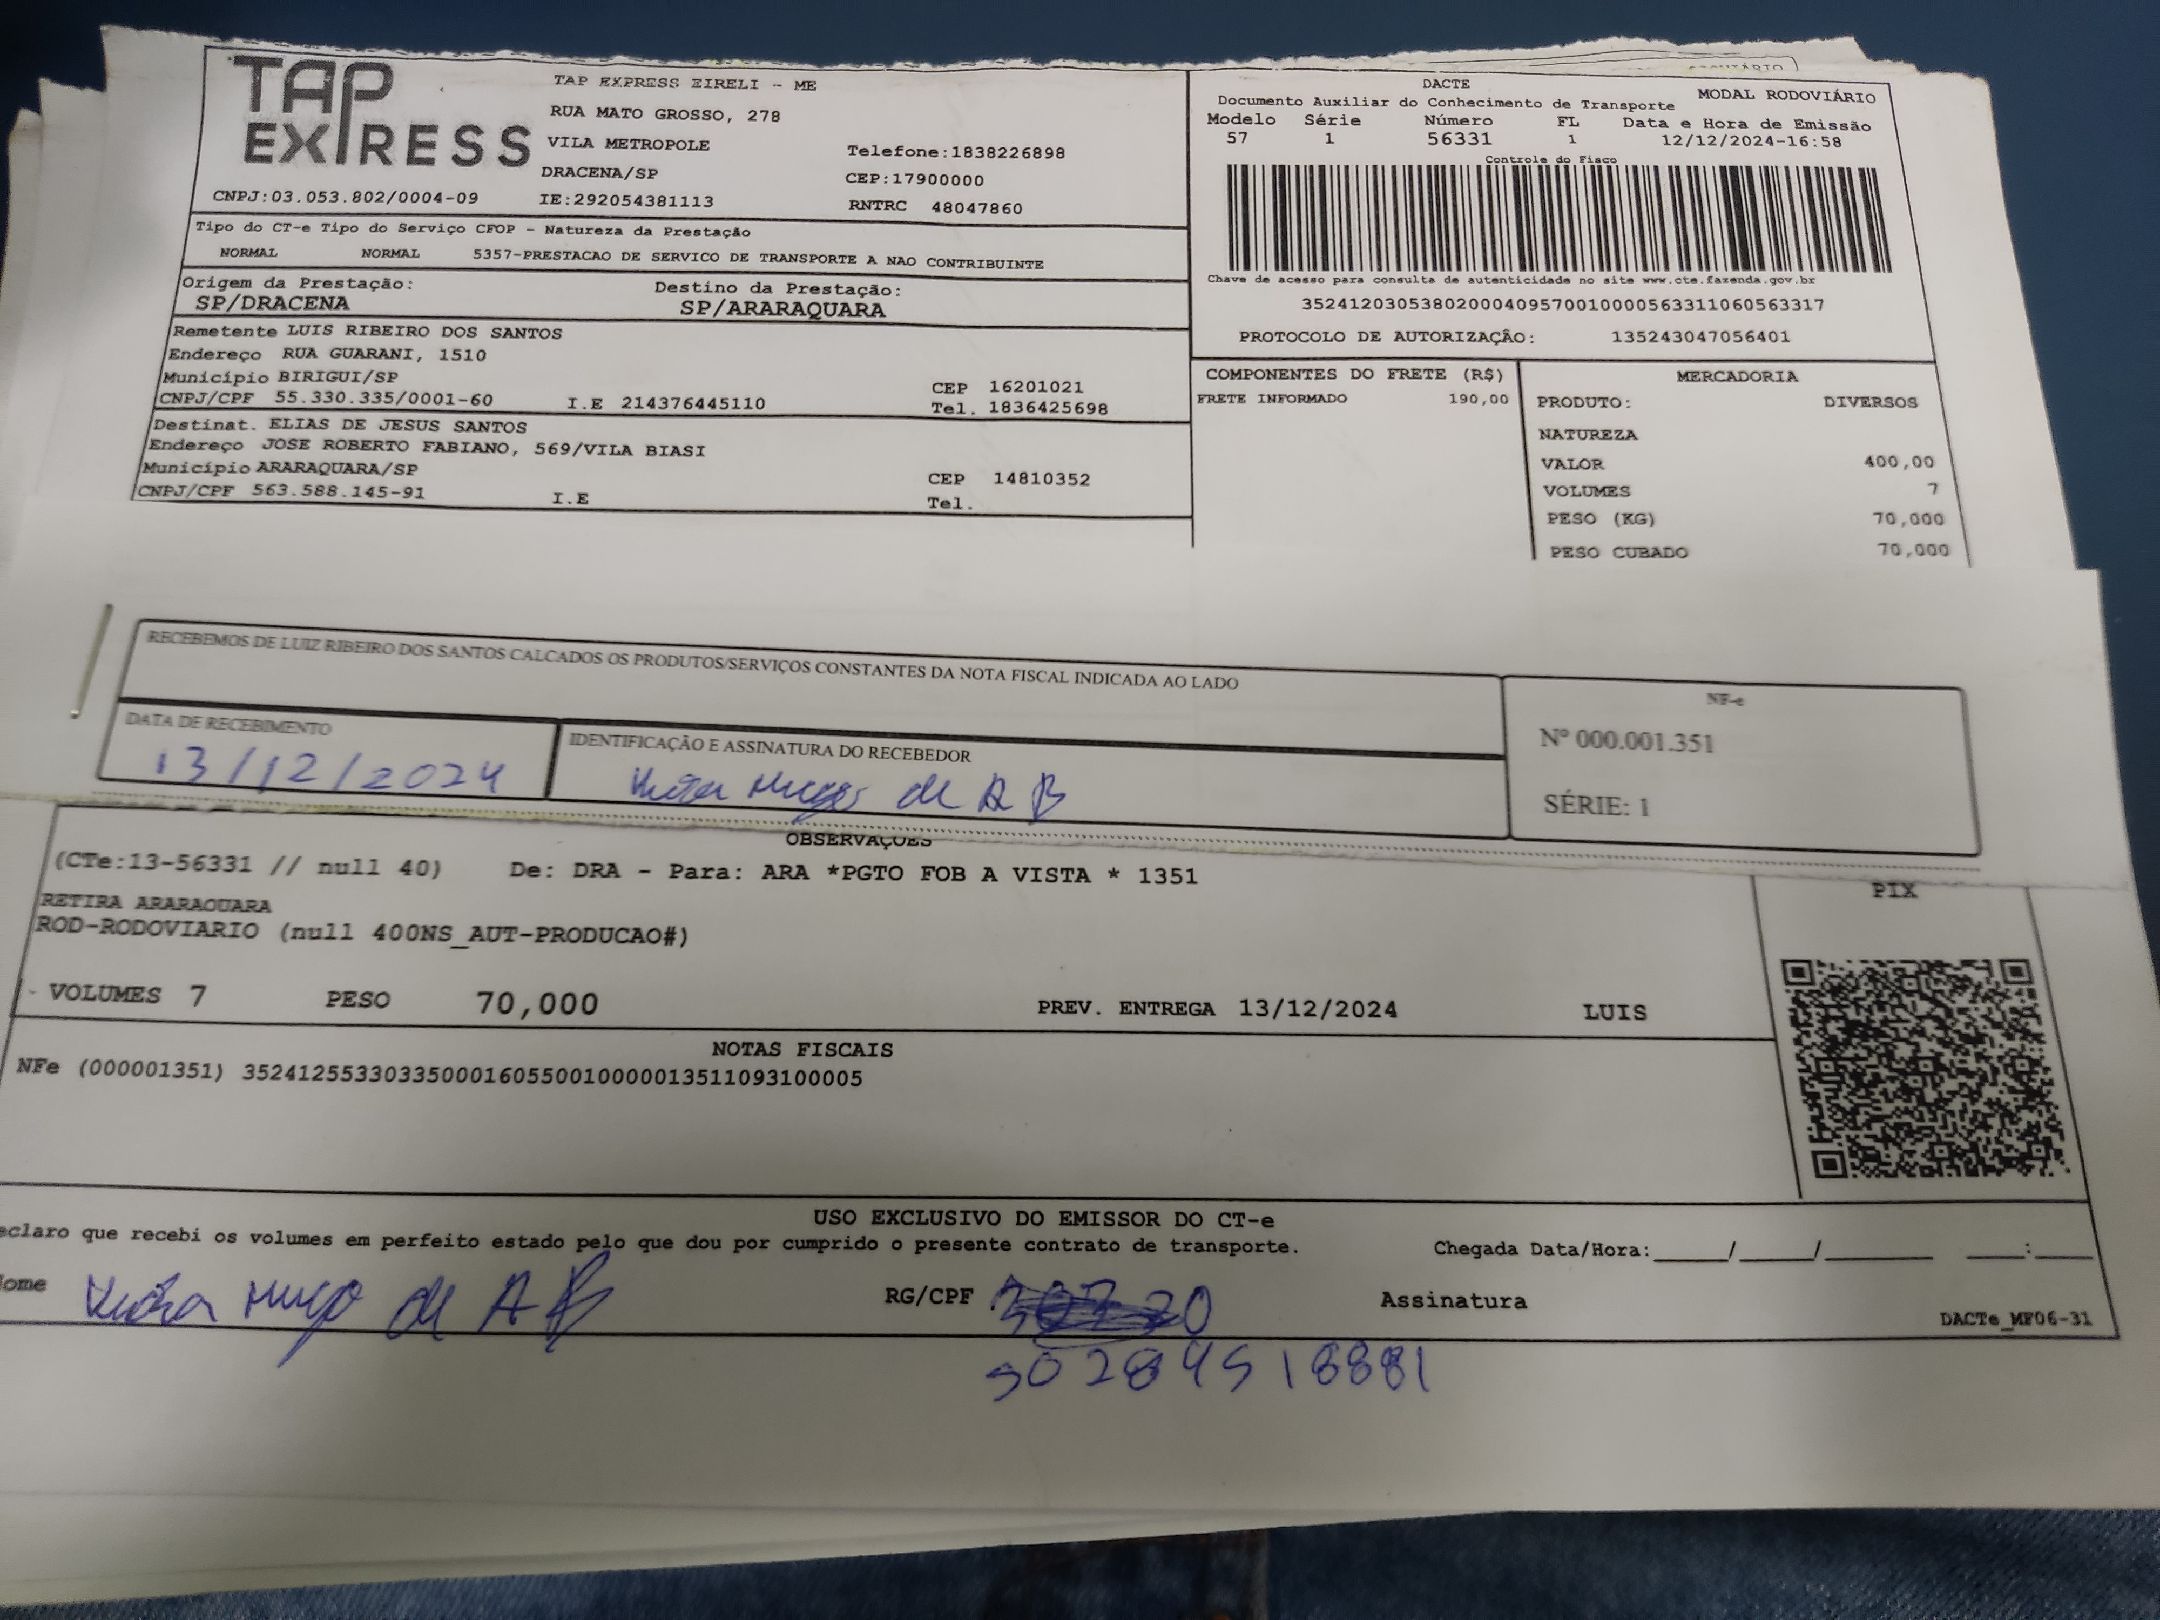 TAP EXPRESS
TAP EXPRESS EIRELI - ME
RUA MATO GROSSO, 278
VILA METROPOLE
Telefone:1838226898
DRACENA/SP
CEP:17900000
CNPJ:03.053.802/0004-09
IE:292054381113
RNTRC 48047860
DACTE
Documento Auxiliar do Conhecimento de Transporte
MODAL RODOVIÁRIO
Modelo Série Número FL Data e Hora de Emissão
57 1 56331 1 12/12/2024-16:58
Controle do Fisco
Chave de acesso para consulta de autenticidade no site www.cte.fazenda.gov.br
35241203053802000409570010000563311060563317
PROTOCOLO DE AUTORIZAÇÃO: 135243047056401
Tipo do CT-e Tipo do Serviço CFOP - Natureza da Prestação
NORMAL NORMAL 5357-PRESTACAO DE SERVICO DE TRANSPORTE A NAO CONTRIBUINTE
Origem da Prestação: Destino da Prestação:
SP/DRACENA SP/ARARAQUARA
Remetente LUIS RIBEIRO DOS SANTOS
Endereço RUA GUARANI, 1510
Município BIRIGUI/SP CEP 16201021
CNPJ/CPF 55.330.335/0001-60 I.E 214376445110 Tel. 1836425698
Destinat. ELIAS DE JESUS SANTOS
Endereço JOSE ROBERTO FABIANO, 569/VILA BIASI
Município ARARAQUARA/SP CEP 14810352
CNPJ/CPF 563.588.145-91 I.E Tel.
COMPONENTES DO FRETE (R$)
FRETE INFORMADO 190,00
MERCADORIA
PRODUTO: DIVERSOS
NATUREZA
VALOR 400,00
VOLUMES 7
PESO (KG) 70,000
PESO CUBADO 70,000
RECEBEMOS DE LUIZ RIBEIRO DOS SANTOS CALCADOS OS PRODUTOS/SERVIÇOS CONSTANTES DA NOTA FISCAL INDICADA AO LADO
DATA DE RECEBIMENTO
13/12/2024
IDENTIFICAÇÃO E ASSINATURA DO RECEBEDOR
Hugo de A B
NF-e
Nº 000.001.351
SÉRIE: 1
OBSERVAÇOES
(CTe:13-56331 // null 40) De: DRA - Para: ARA *PGTO FOB A VISTA * 1351
RETIRA ARARAQUARA
ROD-RODOVIARIO (null 400NS_AUT-PRODUCAO#)
PIX
VOLUMES 7 PESO 70,000 PREV. ENTREGA 13/12/2024 LUIS
NOTAS FISCAIS
NFe (000001351) 35241255330335000160550010000013511093100005
USO EXCLUSIVO DO EMISSOR DO CT-e
eclaro que recebi os volumes em perfeito estado pelo que dou por cumprido o presente contrato de transporte. Chegada Data/Hora:_____/_____/_______ ____:____
ome Hugo de A B RG/CPF Assinatura
DACTe_MF06-31
30284518881